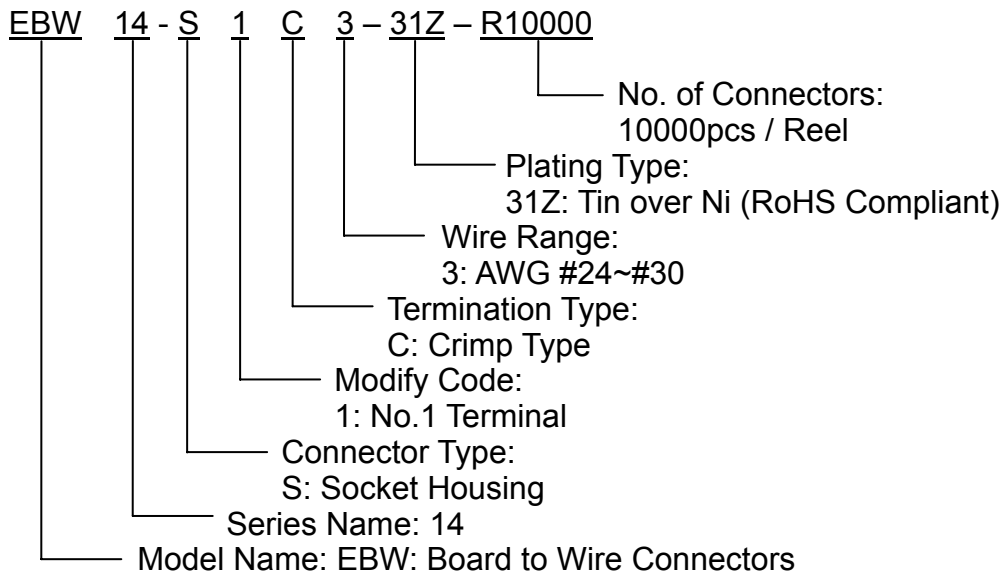 EBW 14 - S 1 C 3 – 31Z – R10000
No. of Connectors:
10000pcs / Reel
Plating Type:
31Z: Tin over Ni (RoHS Compliant)
Wire Range:
3: AWG #24~#30
Termination Type:
C: Crimp Type
Modify Code:
1: No.1 Terminal
Connector Type:
S: Socket Housing
Series Name: 14
Model Name: EBW: Board to Wire Connectors